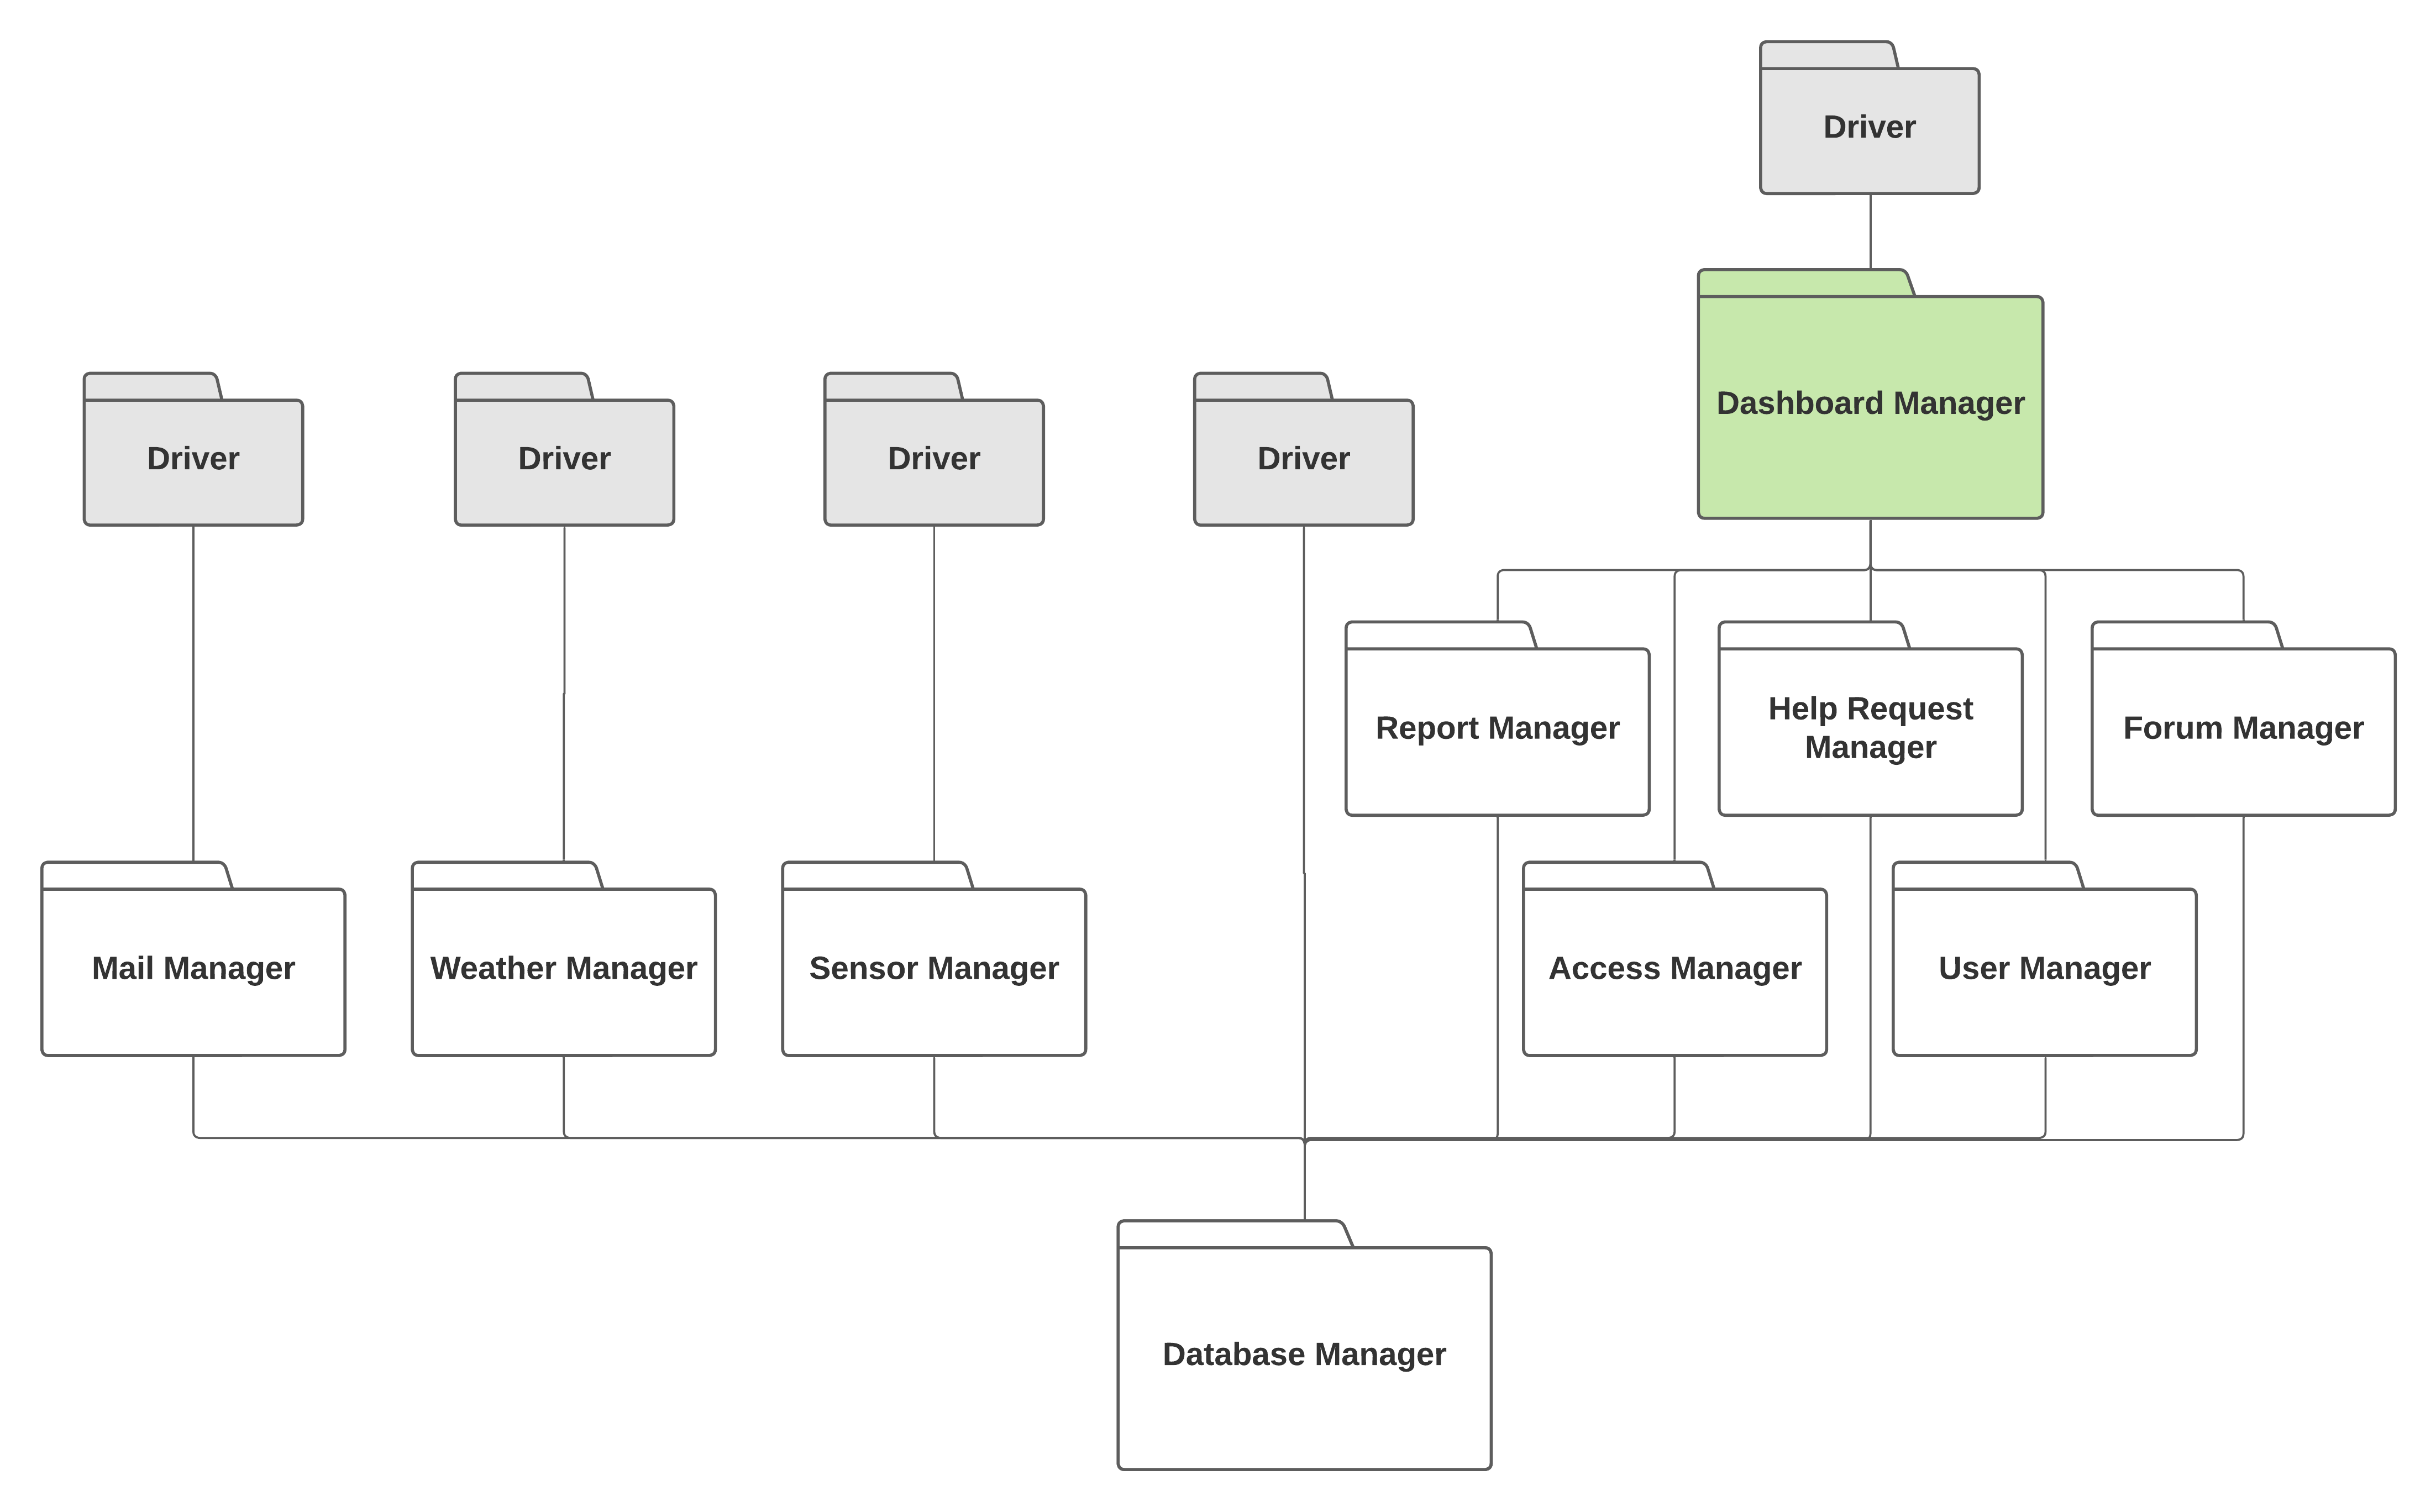 Driver
Dashboard Manager
Driver
Driver
Driver
Driver
Report Manager
Help Request
Manager
Forum Manager
Mail Manager
Weather Manager
Sensor Manager
Access Manager
User Manager
Database Manager